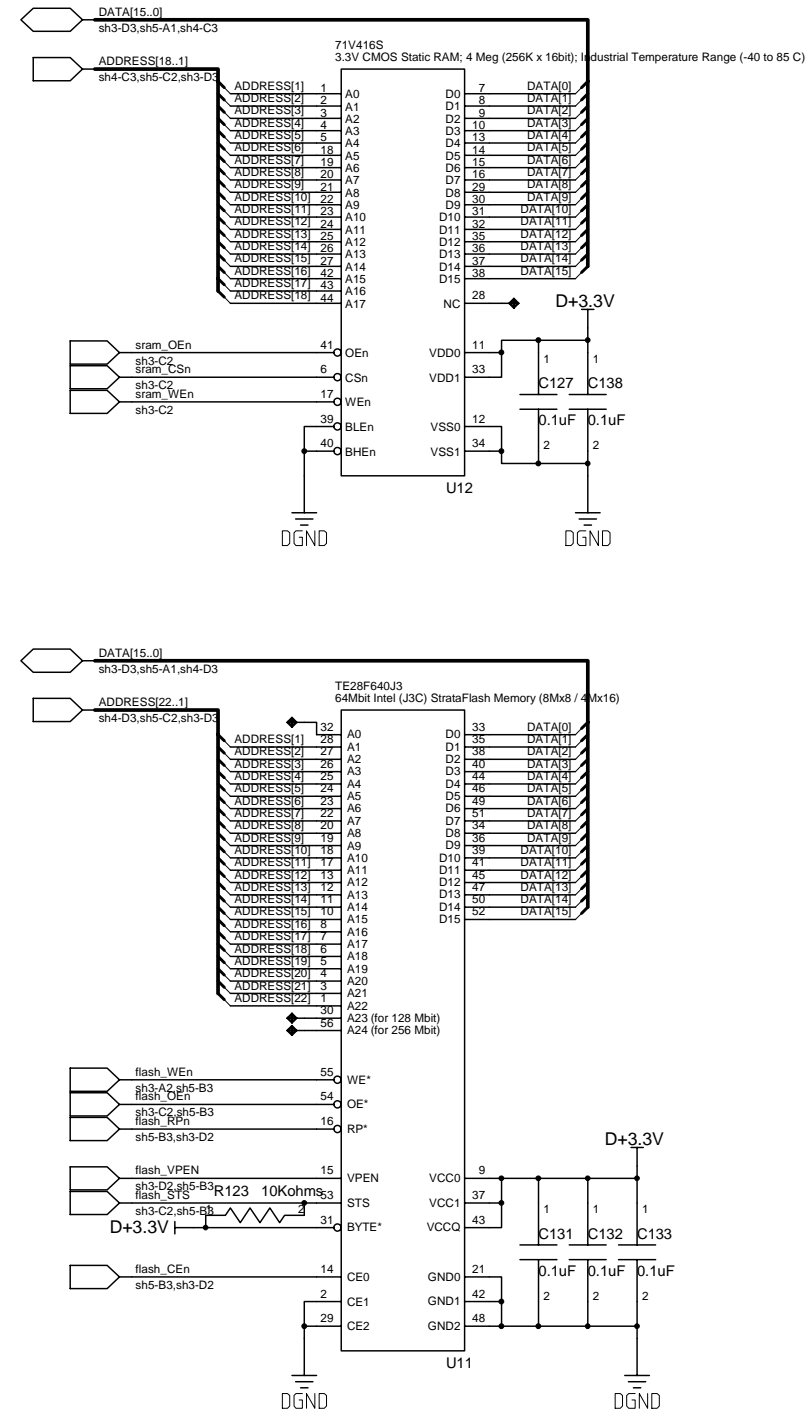 DATA[15..0]
sh3-D3,sh5-A1,sh4-C3
71V416S
3.3V CMOS Static RAM; 4 Meg (256K x 16bit); Industrial Temperature Range (-40 to 85 C)
ADDRESS[18..1]
sh4-C3,sh5-C2,sh3-D3
ADDRESS[1] 1 A0 D0 7 DATA[0]
ADDRESS[2] 2 A1 D1 8 DATA[1]
ADDRESS[3] 3 A2 D2 9 DATA[2]
ADDRESS[4] 4 A3 D3 10 DATA[3]
ADDRESS[5] 5 A4 D4 13 DATA[4]
ADDRESS[6] 18 A5 D5 14 DATA[5]
ADDRESS[7] 19 A6 D6 15 DATA[6]
ADDRESS[8] 20 A7 D7 16 DATA[7]
ADDRESS[9] 21 A8 D8 29 DATA[8]
ADDRESS[10] 22 A9 D9 30 DATA[9]
ADDRESS[11] 23 A10 D10 31 DATA[10]
ADDRESS[12] 24 A11 D11 32 DATA[11]
ADDRESS[13] 25 A12 D12 35 DATA[12]
ADDRESS[14] 26 A13 D13 36 DATA[13]
ADDRESS[15] 27 A14 D14 37 DATA[14]
ADDRESS[16] 42 A15 D15 38 DATA[15]
ADDRESS[17] 43 A16
ADDRESS[18] 44 A17 NC 28 D+3.3V
sram_OEn 41 OEn VDD0 11
sh3-C2
sram_CSn 6 CSn VDD1 33 1 1
sh3-C2 C127 C138
sram_WEn 17 WEn
sh3-C2
39 BLEn VSS0 12 0.1uF 0.1uF
40 BHEn VSS1 34 2 2
U12
DGND DGND
DATA[15..0]
sh3-D3,sh5-A1,sh4-D3
TE28F640J3
64Mbit Intel (J3C) StrataFlash Memory (8Mx8 / 4Mx16)
ADDRESS[22..1]
sh4-D3,sh5-C2,sh3-D3
32 A0 D0 33 DATA[0]
ADDRESS[1] 28 A1 D1 35 DATA[1]
ADDRESS[2] 27 A2 D2 38 DATA[2]
ADDRESS[3] 26 A3 D3 40 DATA[3]
ADDRESS[4] 25 A4 D4 44 DATA[4]
ADDRESS[5] 24 A5 D5 46 DATA[5]
ADDRESS[6] 23 A6 D6 49 DATA[6]
ADDRESS[7] 22 A7 D7 51 DATA[7]
ADDRESS[8] 20 A8 D8 34 DATA[8]
ADDRESS[9] 19 A9 D9 36 DATA[9]
ADDRESS[10] 18 A10 D10 39 DATA[10]
ADDRESS[11] 17 A11 D11 41 DATA[11]
ADDRESS[12] 13 A12 D12 45 DATA[12]
ADDRESS[13] 12 A13 D13 47 DATA[13]
ADDRESS[14] 11 A14 D14 50 DATA[14]
ADDRESS[15] 10 A15 D15 52 DATA[15]
ADDRESS[16] 8 A16
ADDRESS[17] 7 A17
ADDRESS[18] 6 A18
ADDRESS[19] 5 A19
ADDRESS[20] 4 A20
ADDRESS[21] 3 A21
ADDRESS[22] 1 A22
30 A23 (for 128 Mbit)
56 A24 (for 256 Mbit)
flash_WEn 55 WE*
sh3-A2,sh5-B3
flash_OEn 54 OE*
sh3-C2,sh5-B3
flash_RPn 16 RP*
sh5-B3,sh3-D2
D+3.3V
flash_VPEN 15 VPEN VCC0 9
sh3-D2,sh5-B3
flash_STS R123 10Kohms 53 STS VCC1 37 1 1 1
sh3-C2,sh5-B3 2
D+3.3V 31 BYTE* VCCQ 43 C131 C132 C133
flash_CEn 14 CE0 GND0 21 0.1uF 0.1uF 0.1uF
sh5-B3,sh3-D2
2 CE1 GND1 42 2 2 2
29 CE2 GND2 48
U11
DGND DGND